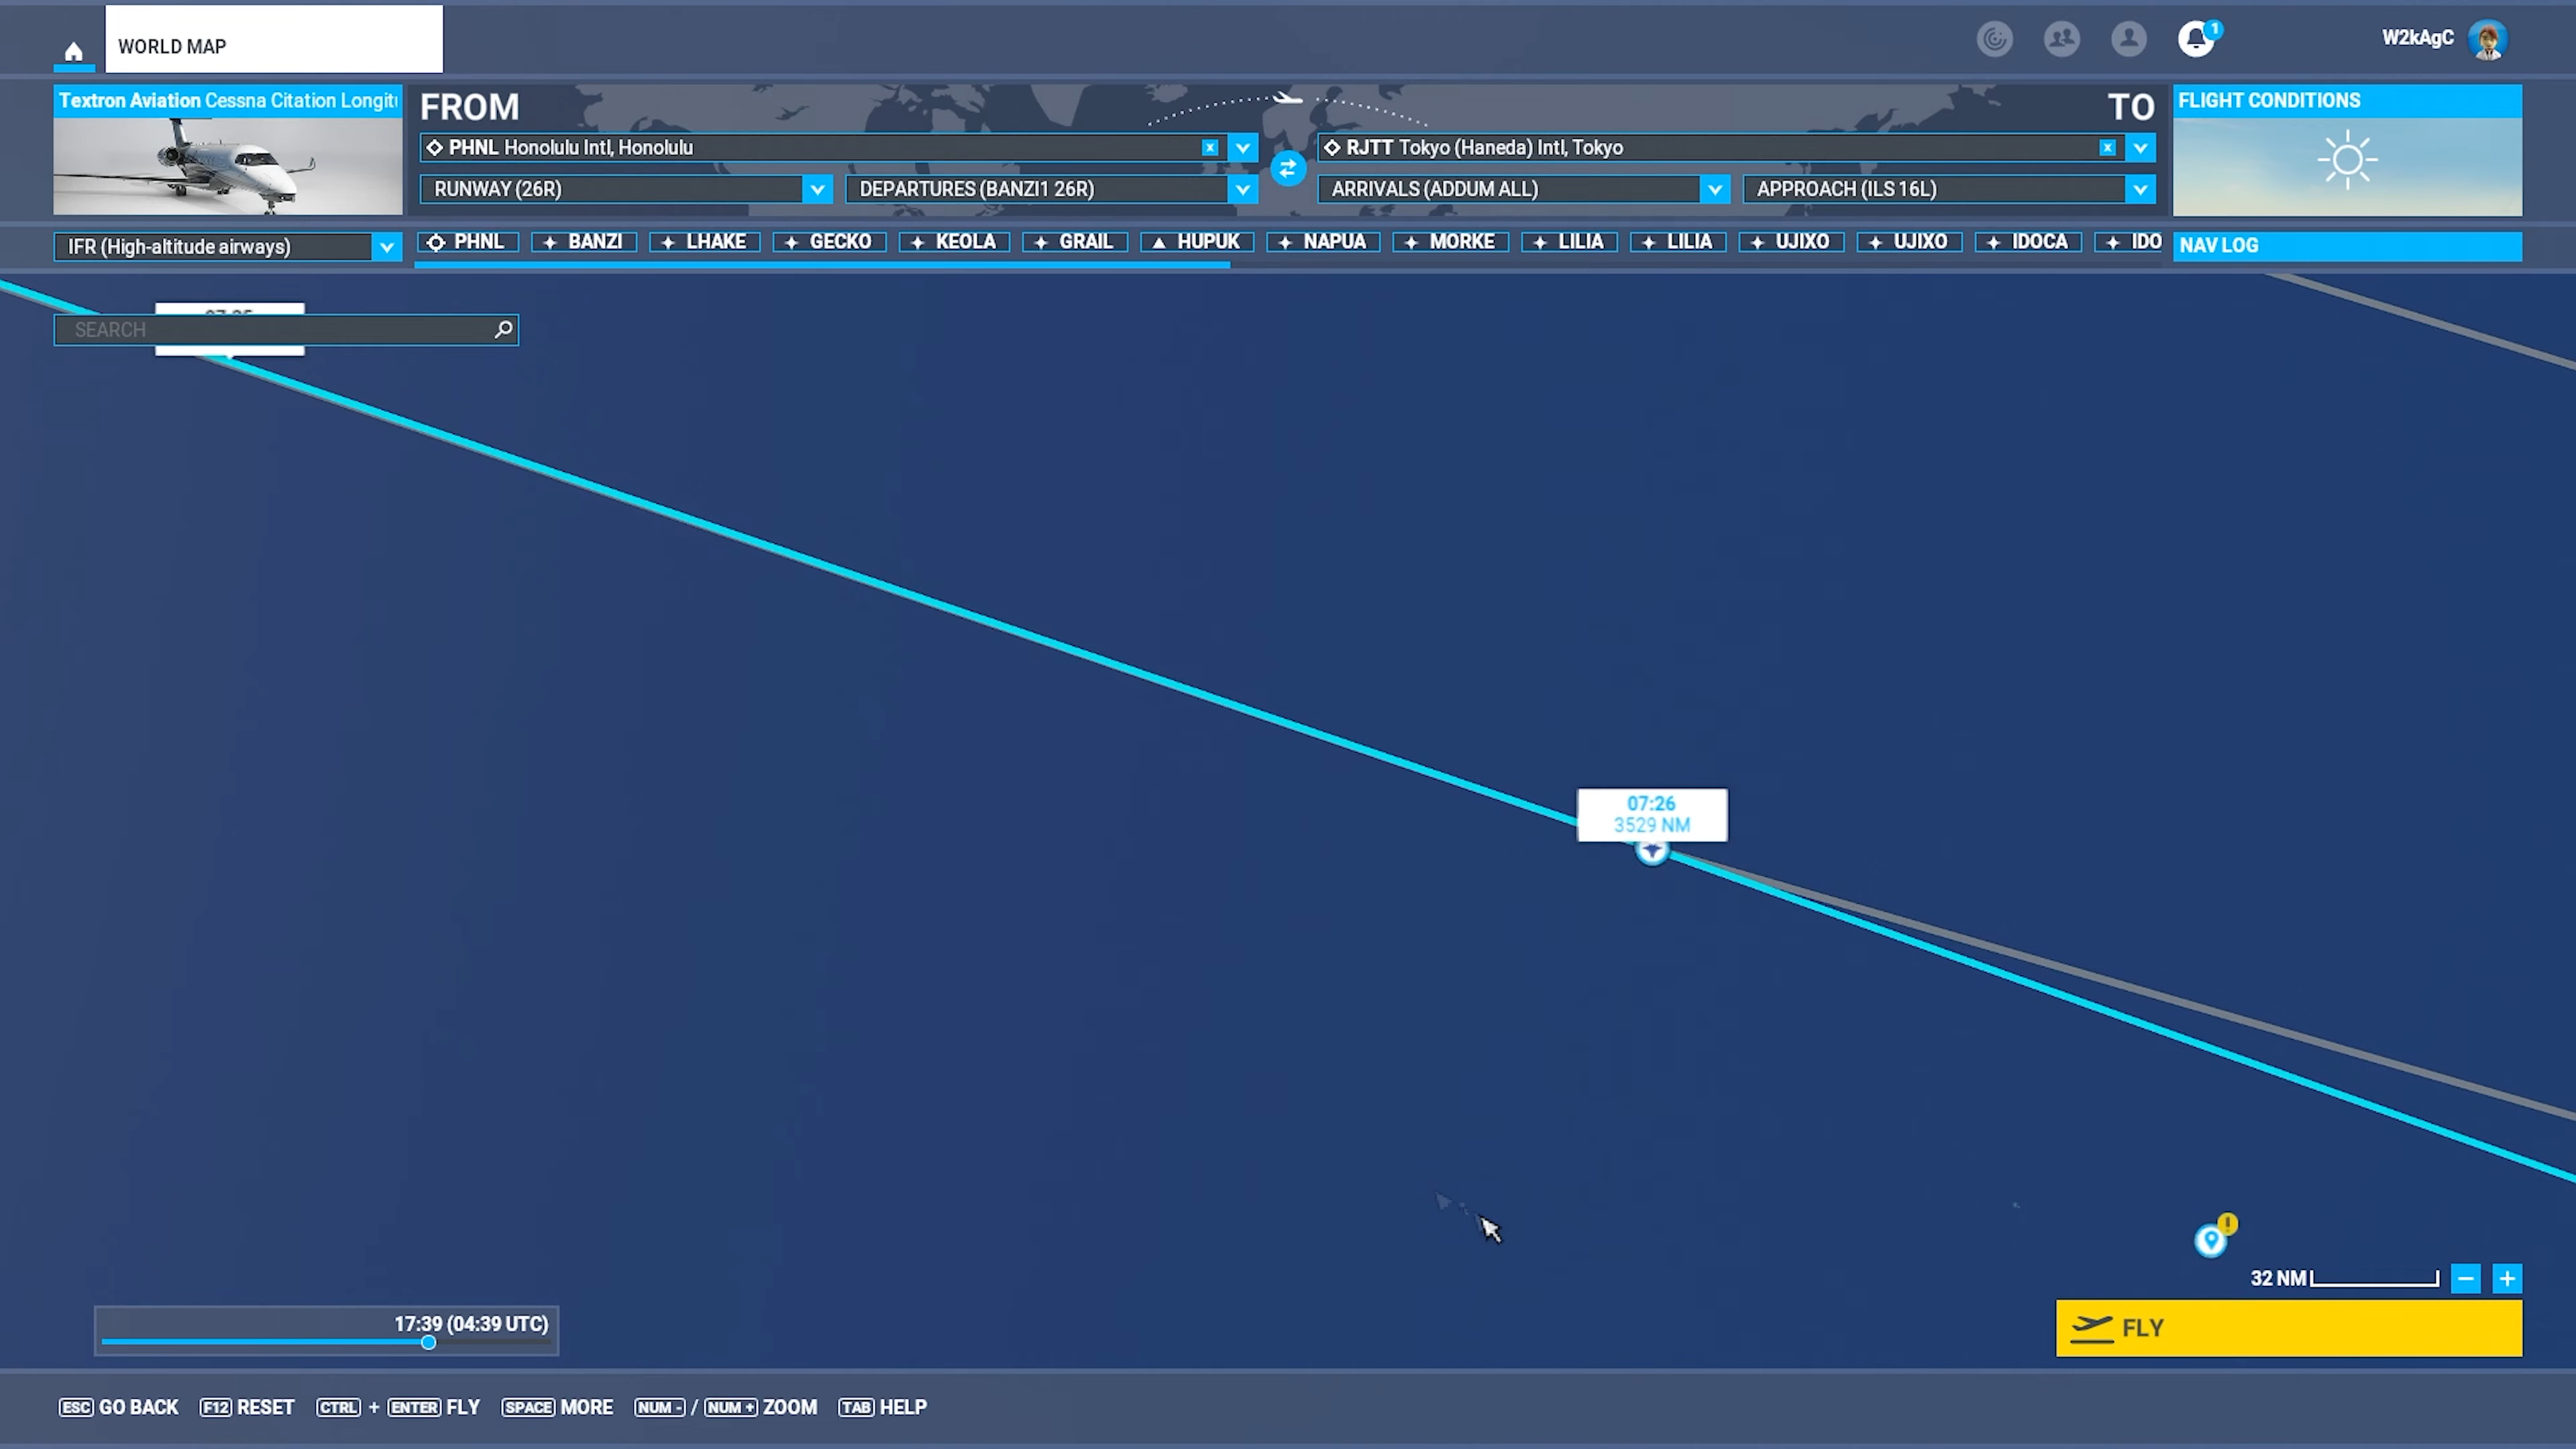 WORLD MAP
1
W2kAgC
Textron Aviation Cessna Citation Longit
FROM
TO
FLIGHT CONDITIONS
PHNL Honolulu Intl, Honolulu
x
RJTT Tokyo (Haneda) Intl, Tokyo
x
RUNWAY (26R)
DEPARTURES (BANZI1 26R)
ARRIVALS (ADDUM ALL)
APPROACH (ILS 16L)
IFR (High-altitude airways)
PHNL
BANZI
LHAKE
GECKO
KEOLA
GRAIL
HUPUK
NAPUA
MORKE
LILIA
LILIA
UJIXO
UJIXO
IDOCA
IDO
NAV LOG
SEARCH
07:26
3529 NM
!
32 NM
17:39 (04:39 UTC)
FLY
ESC GO BACK F12 RESET CTRL + ENTER FLY SPACE MORE NUM - / NUM + ZOOM TAB HELP